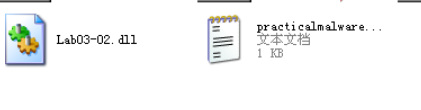 Lab03-02.dll
practicalmalware...
文本文档
1 KB